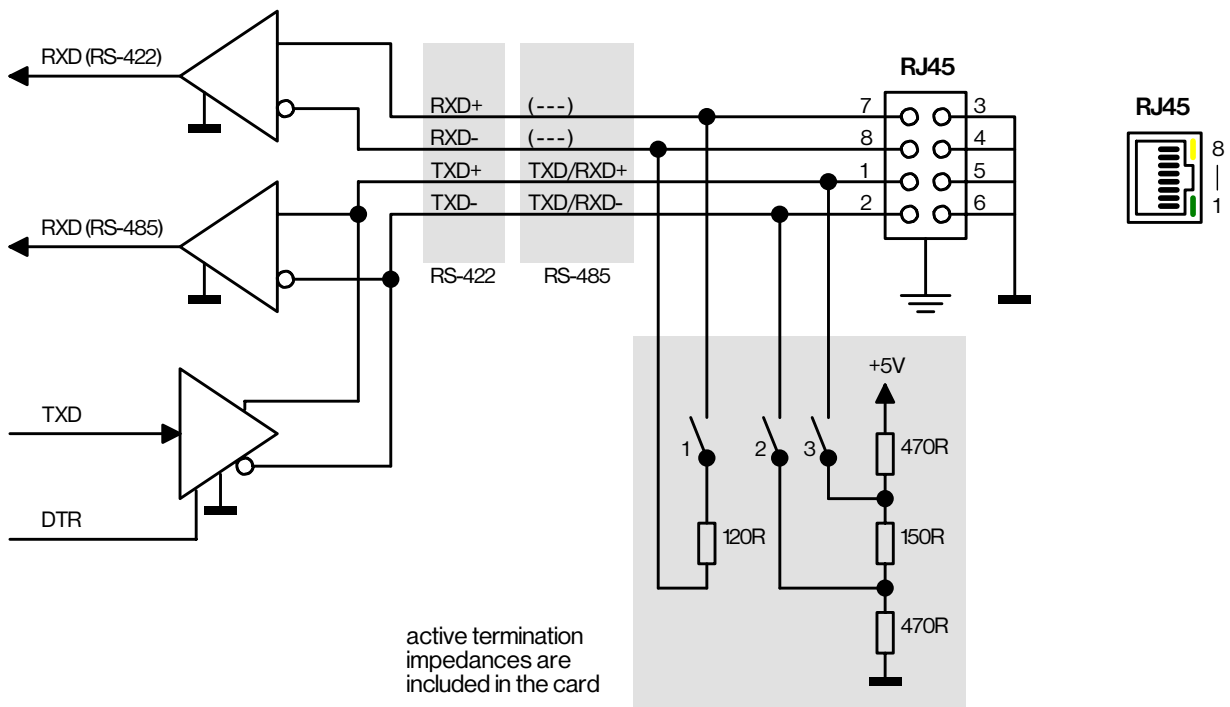 RXD (RS-422)
RJ45
RJ45
RXD+ (---) 7 3
RXD- (---) 8 4
TXD+ TXD/RXD+ 1 5
TXD- TXD/RXD- 2 6
8
1
RXD (RS-485)
RS-422 RS-485
+5V
TXD
1 2 3 470R
DTR
120R 150R
470R
active termination
impedances are
included in the card